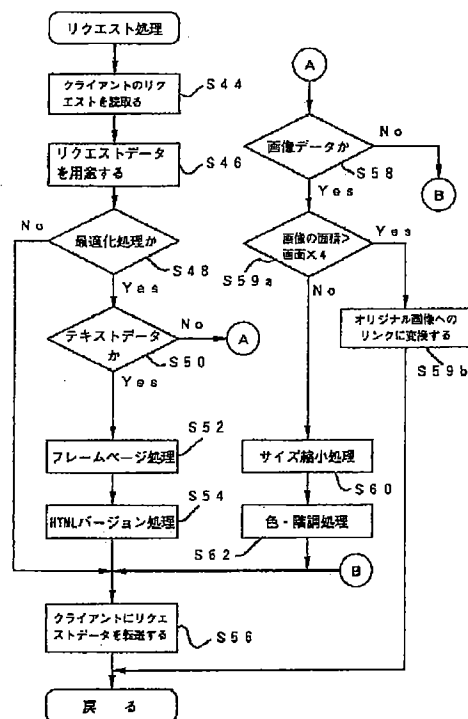 リクエスト処理
クライアントのリク
エストを読取る
S44
リクエストデータ
を用意する
S46
No
最適化処理か
S48
Yes
テキストデータ
か
No
A
S50
Yes
S52
フレームページ処理
S54
HTMLバージョン処理
クライアントにリクエ
ストデータを転送する
S56
戻る
A
画像データか
No
S58
B
Yes
画像の面積>
画面×4
Yes
S59a
No
オリジナル画像への
リンクに変換する
S59b
サイズ縮小処理
S60
色・階調処理
S62
B